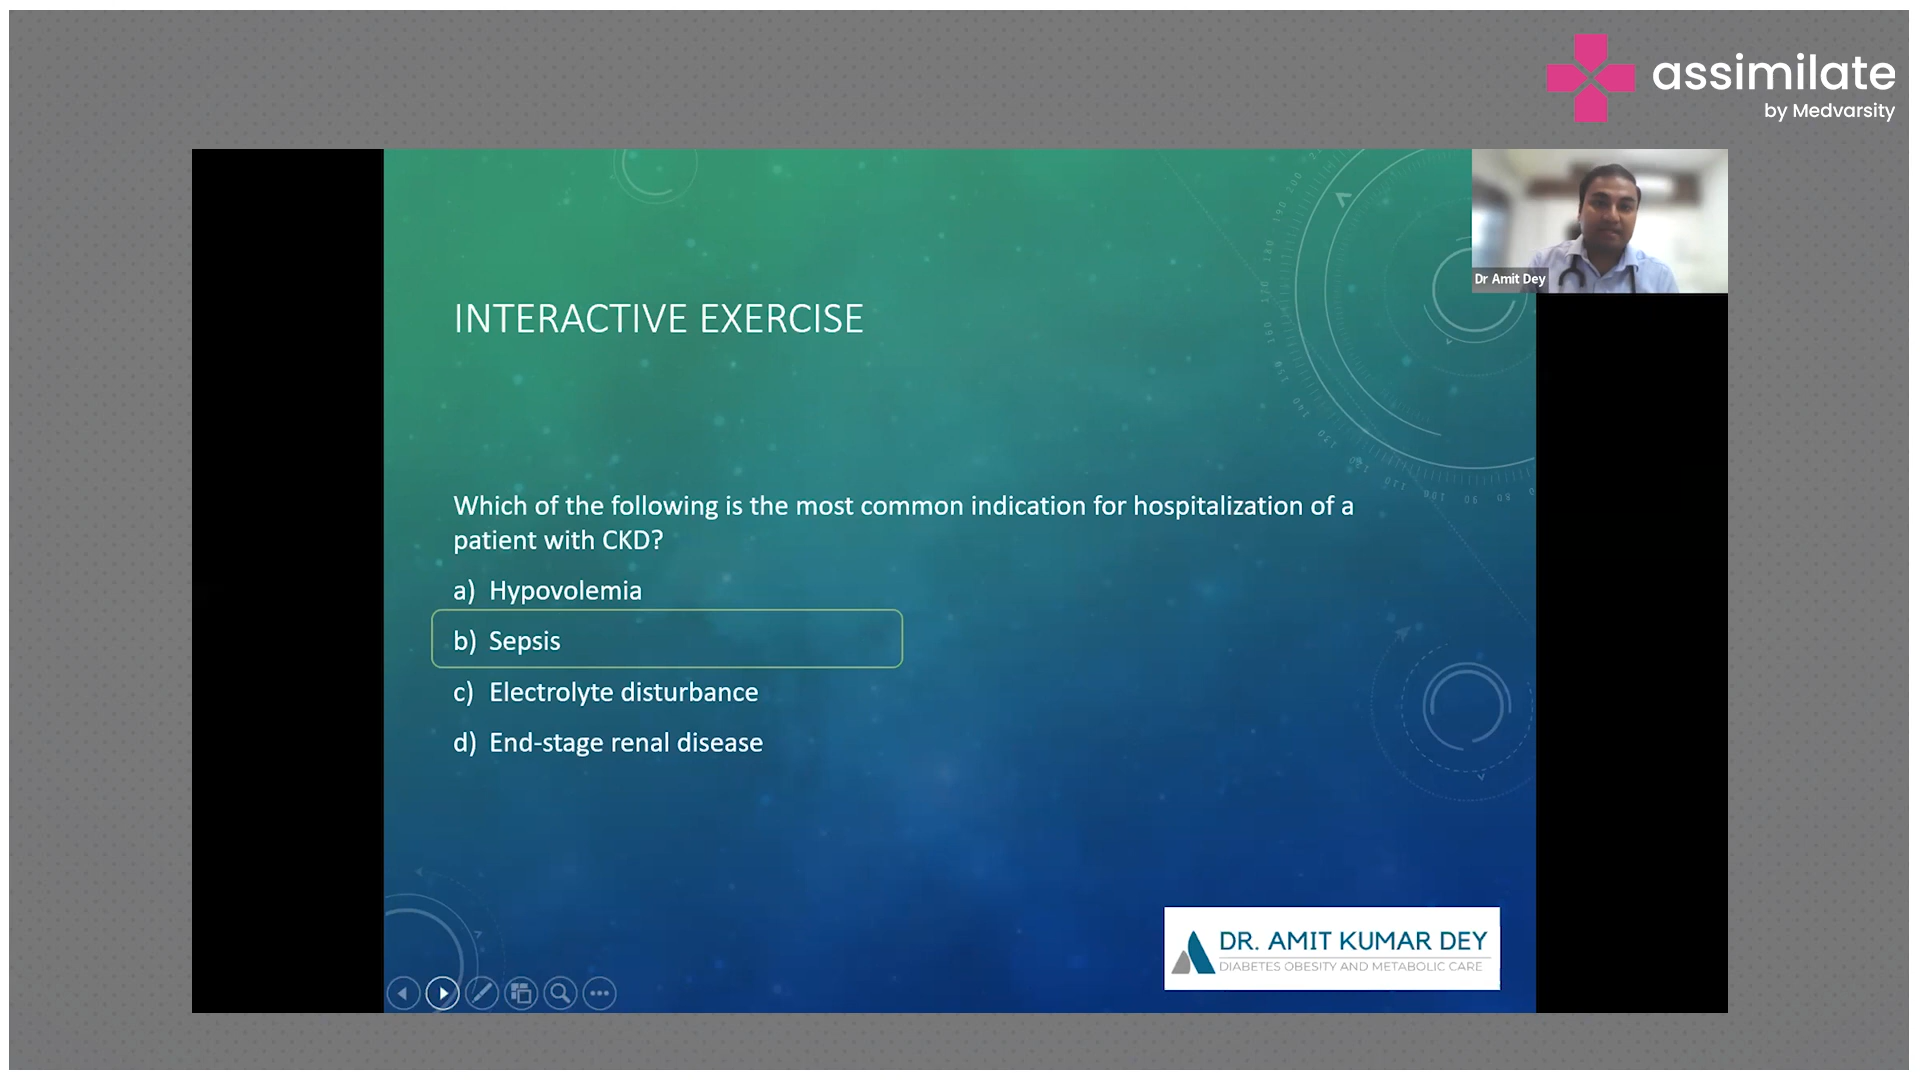 assimilate
by Medvarsity
Dr Amit Dey
INTERACTIVE EXERCISE
Which of the following is the most common indication for hospitalization of a
patient with CKD?
a) Hypovolemia
b) Sepsis
c) Electrolyte disturbance
d) End-stage renal disease
DR. AMIT KUMAR DEY
DIABETES OBESITY AND METABOLIC CARE